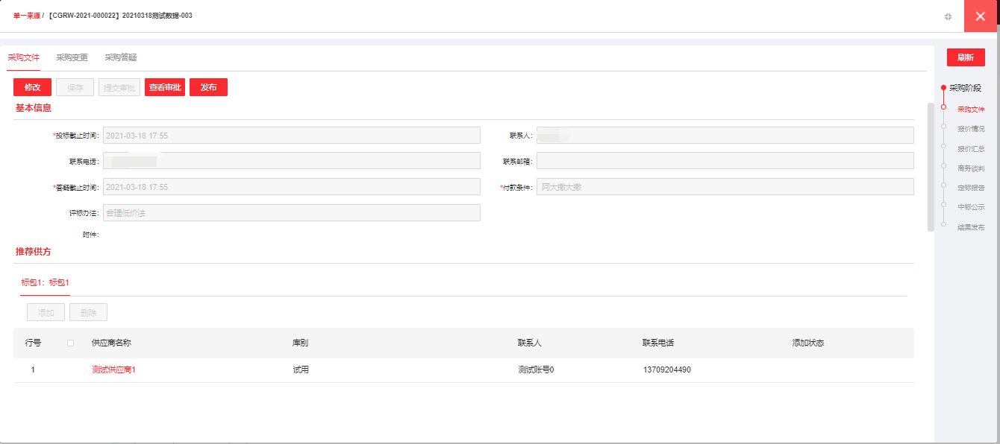 单一来源 / 【CGRW-2021-000022】20210318测试数据-003
采购文件 采购变更 采购答疑
刷新
修改 保存 提交审批 查看审批 发布
基本信息
*投标截止时间: 2021-03-18 17:55 联系人:
联系电话: 联系邮箱:
*答疑截止时间: 2021-03-18 17:55 *付款条件: 阿大撒大撒
评标办法: 合理低价法
附件:
推荐供方
标包1: 标包1
添加 删除
行号 供应商名称 库别 联系人 联系电话 添加状态
1 测试供应商1 试用 测试账号0 13709204490
采购阶段
采购文件
报价情况
报价汇总
商务谈判
定标报告
中标公示
结果发布